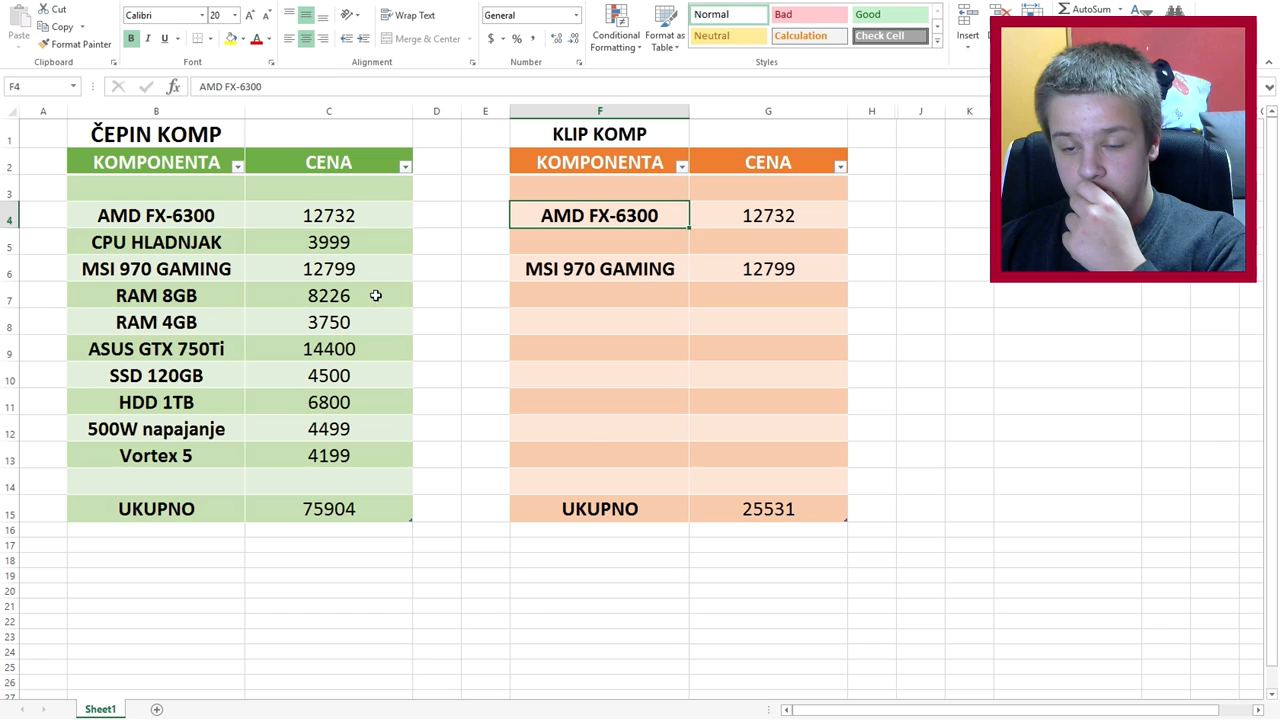 Cut
Copy
Paste
Format Painter
Clipboard
Calibri 20
B I U
Font
Wrap Text
Merge & Center
Alignment
General
$ % ,
Number
Conditional Formatting
Format as Table
Normal Bad Good
Neutral Calculation Check Cell
Styles
Insert
AutoSum
F4 fx AMD FX-6300
A B C D E F G H J K
1 ČEPIN KOMP KLIP KOMP
2 KOMPONENTA CENA KOMPONENTA CENA
3
4 AMD FX-6300 12732 AMD FX-6300 12732
5 CPU HLADNJAK 3999
6 MSI 970 GAMING 12799 MSI 970 GAMING 12799
7 RAM 8GB 8226
8 RAM 4GB 3750
9 ASUS GTX 750Ti 14400
10 SSD 120GB 4500
11 HDD 1TB 6800
12 500W napajanje 4499
13 Vortex 5 4199
14
15 UKUPNO 75904 UKUPNO 25531
16
17
18
19
20
21
22
23
24
25
26
27
Sheet1